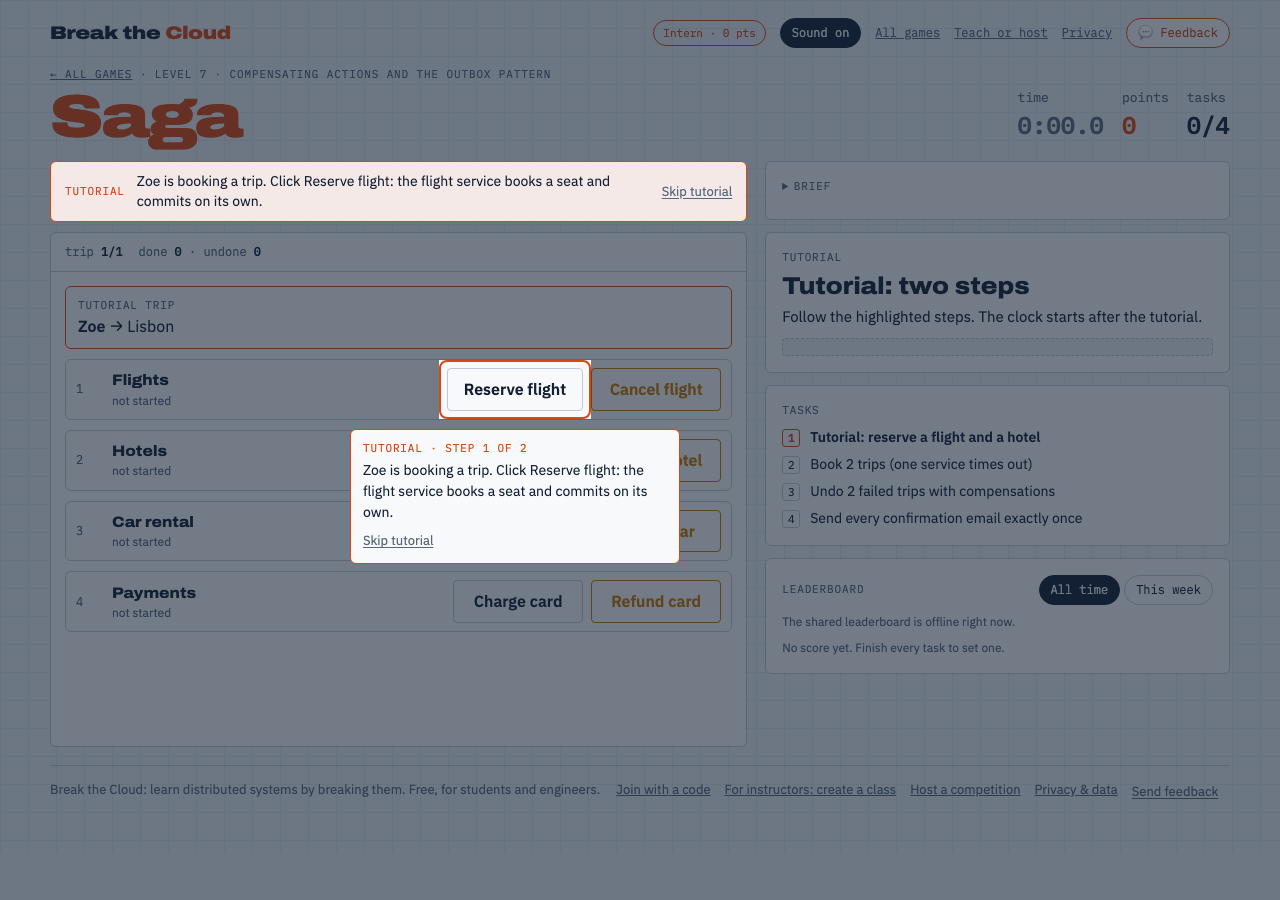 Break the Cloud
Intern · 0 pts
Sound on
All games
Teach or host
Privacy
💬 Feedback
← ALL GAMES · LEVEL 7 · COMPENSATING ACTIONS AND THE OUTBOX PATTERN
Saga
time
0:00.0
points
0
tasks
0/4
TUTORIAL
Zoe is booking a trip. Click Reserve flight: the flight service books a seat and
commits on its own.
Skip tutorial
trip 1/1 done 0 · undone 0
TUTORIAL TRIP
Zoe → Lisbon
1
Flights
not started
Reserve flight
Cancel flight
2
Hotels
not started
otel
3
Car rental
not started
ar
TUTORIAL · STEP 1 OF 2
Zoe is booking a trip. Click Reserve flight: the
flight service books a seat and commits on its
own.
Skip tutorial
4
Payments
not started
Charge card
Refund card
▶ BRIEF
TUTORIAL
Tutorial: two steps
Follow the highlighted steps. The clock starts after the tutorial.
TASKS
1 Tutorial: reserve a flight and a hotel
2 Book 2 trips (one service times out)
3 Undo 2 failed trips with compensations
4 Send every confirmation email exactly once
LEADERBOARD
All time
This week
The shared leaderboard is offline right now.
No score yet. Finish every task to set one.
Break the Cloud: learn distributed systems by breaking them. Free, for students and engineers.
Join with a code
For instructors: create a class
Host a competition
Privacy & data
Send feedback